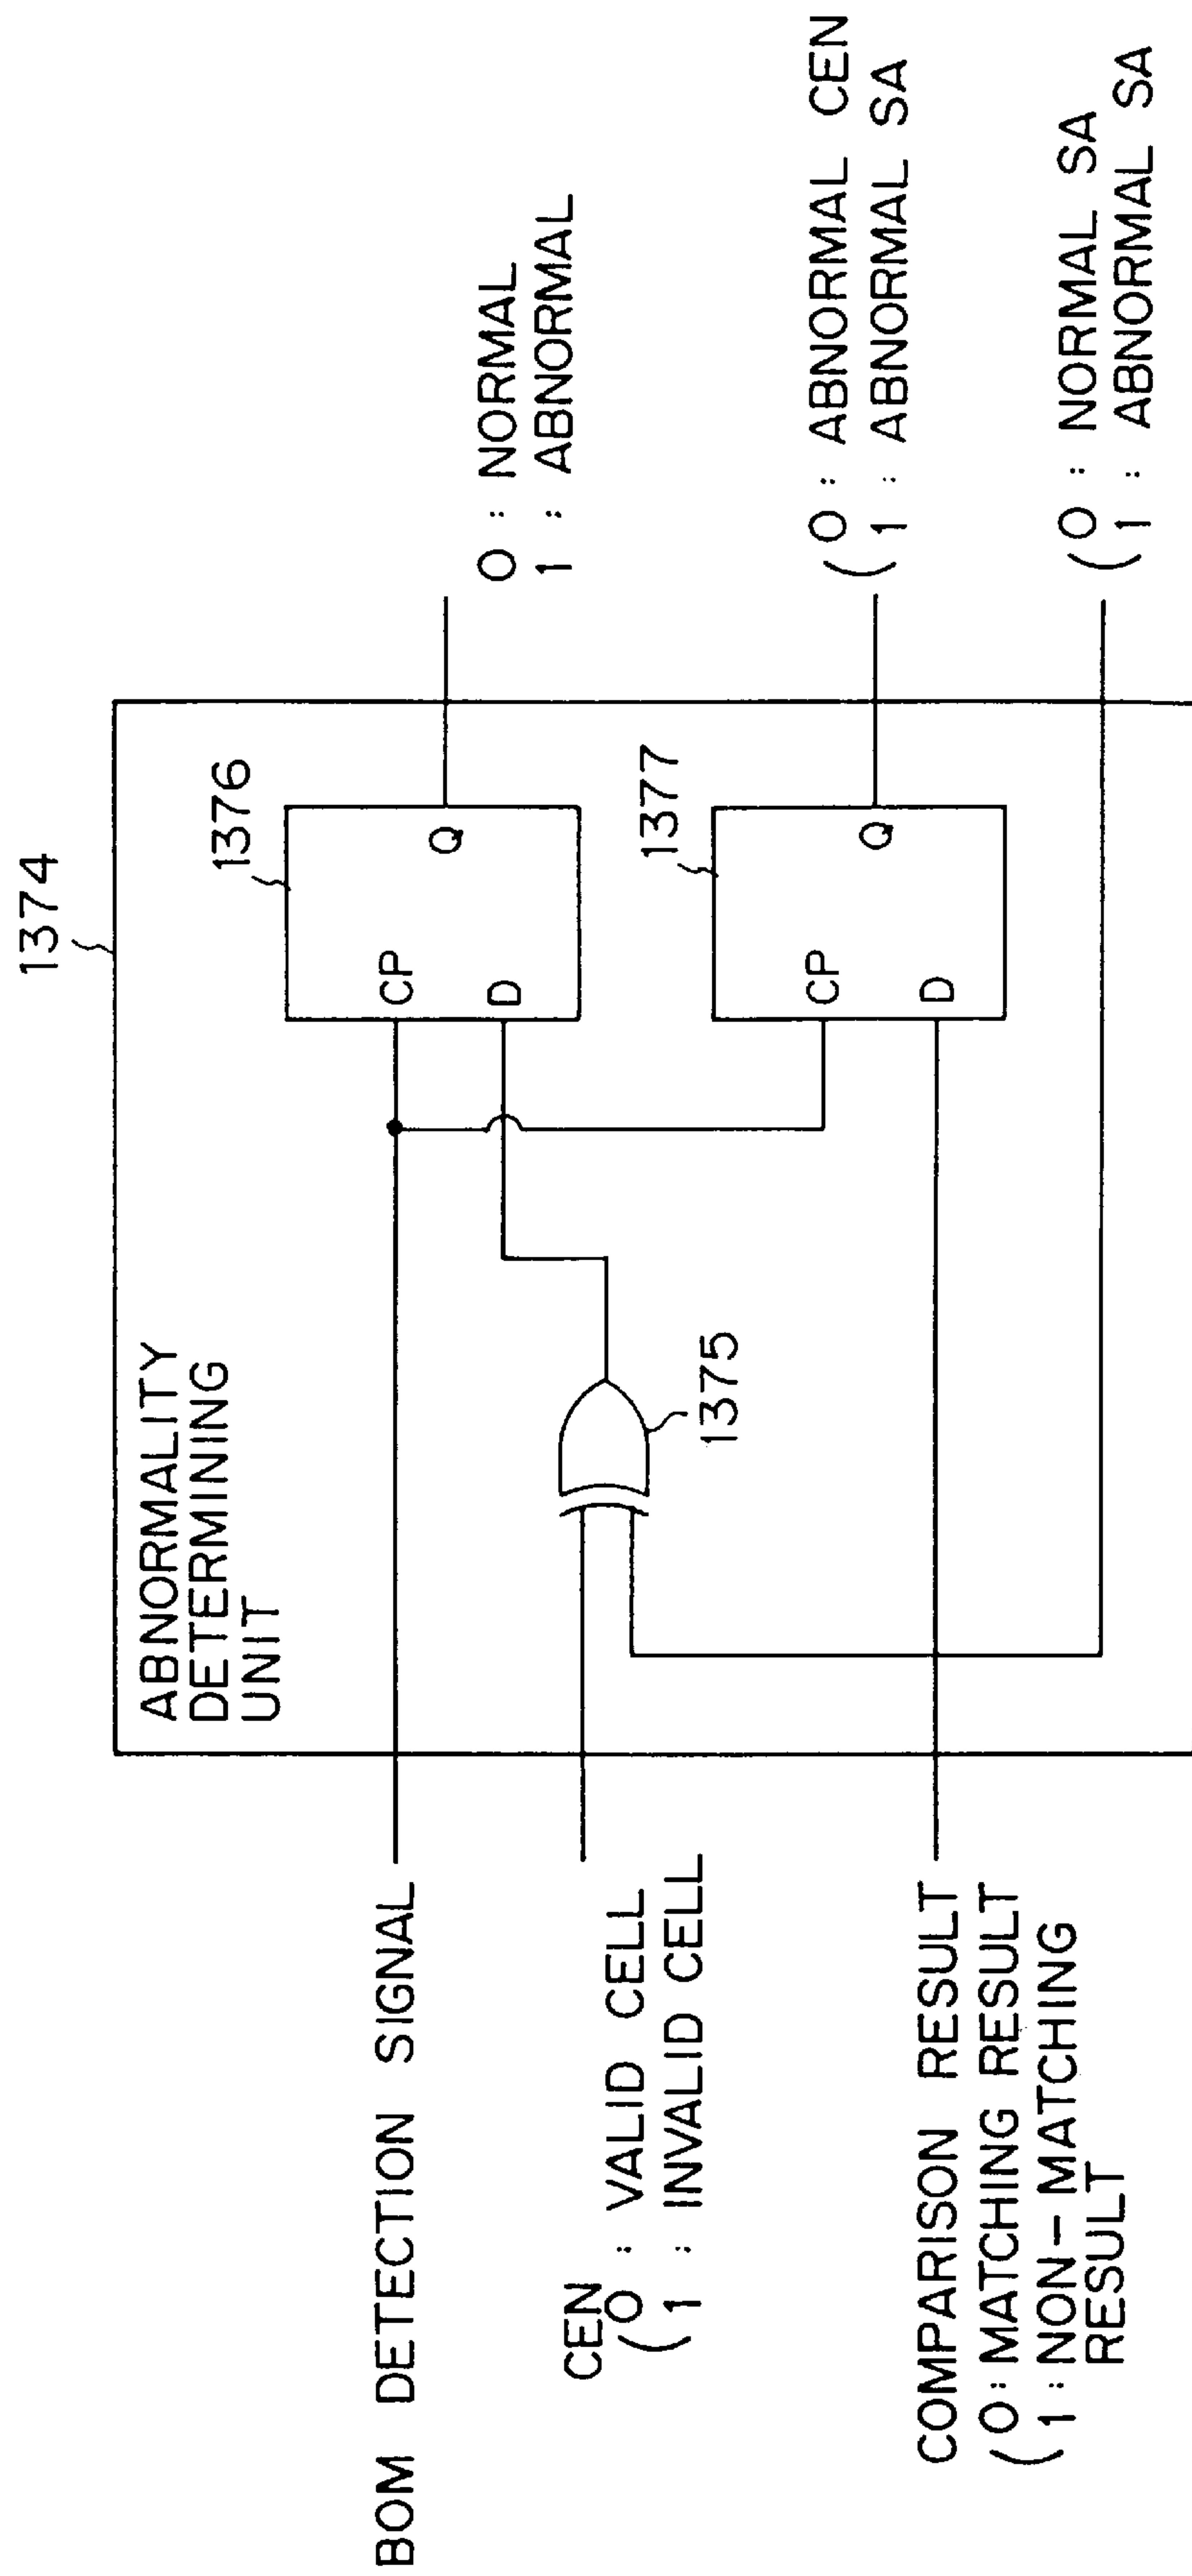 1374
ABNORMALITY
DETERMINING
UNIT
1376
CP
D
Q
0 : NORMAL
1 : ABNORMAL
BOM DETECTION SIGNAL
1375
CEN
( 0 : VALID CELL
1 : INVALID CELL
1377
CP
D
Q
( 0 : ABNORMAL CEN
1 : ABNORMAL SA
COMPARISON RESULT
( 0 : MATCHING RESULT
1 : NON-MATCHING
RESULT
( 0 : NORMAL SA
1 : ABNORMAL SA